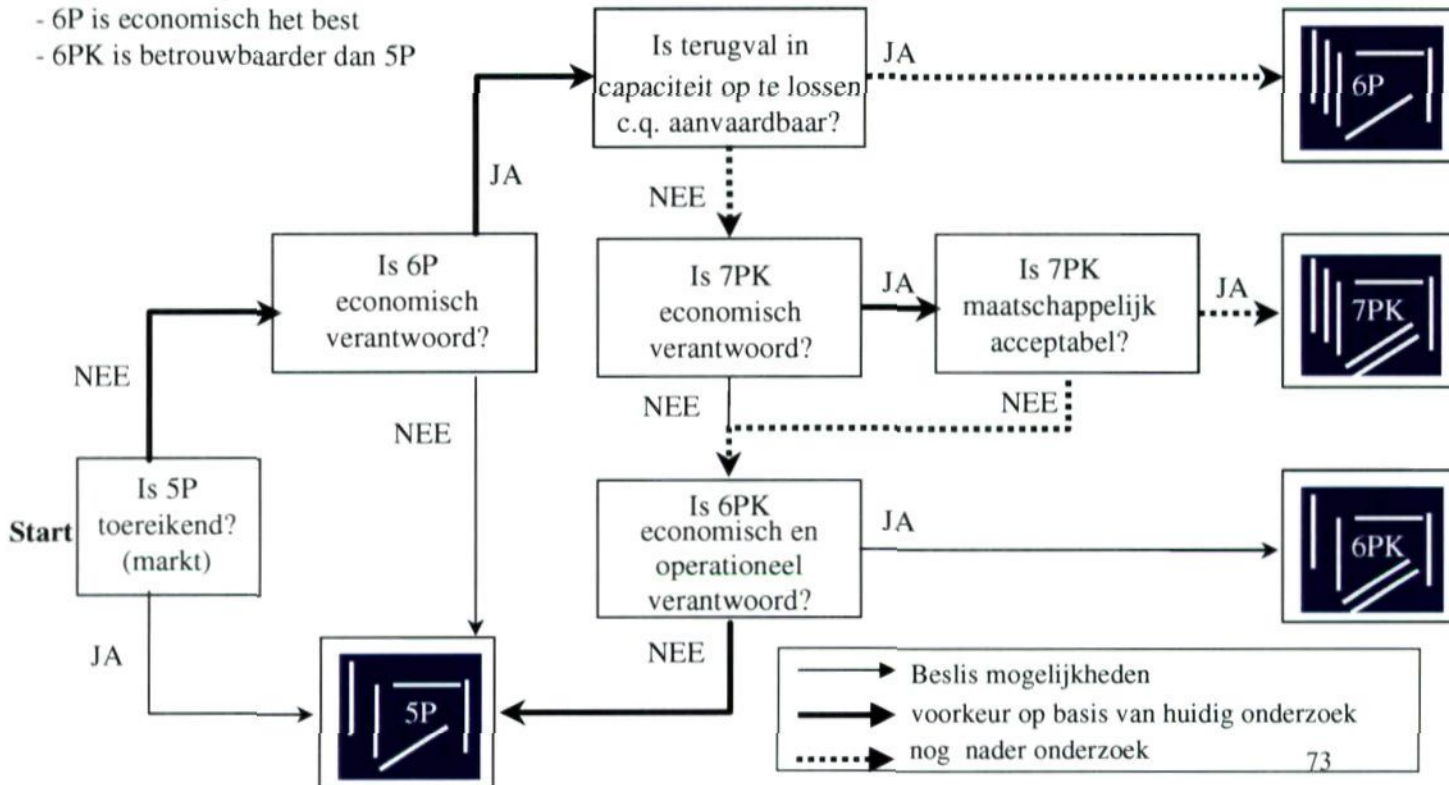 - 6P is economisch het best
- 6PK is betrouwbaarder dan 5P
Is terugval in
capaciteit op te lossen
c.q. aanvaardbaar?
JA
6P
JA
NEE
Is 6P
economisch
verantwoord?
Is 7PK
economisch
verantwoord?
JA
Is 7PK
maatschappelijk
acceptabel?
JA
7PK
NEE
NEE
NEE
NEE
Start
Is 5P
toereikend?
(markt)
Is 6PK
economisch en
operationeel
verantwoord?
JA
6PK
JA
NEE
5P
Beslis mogelijkheden
voorkeur op basis van huidig onderzoek
nog nader onderzoek
73